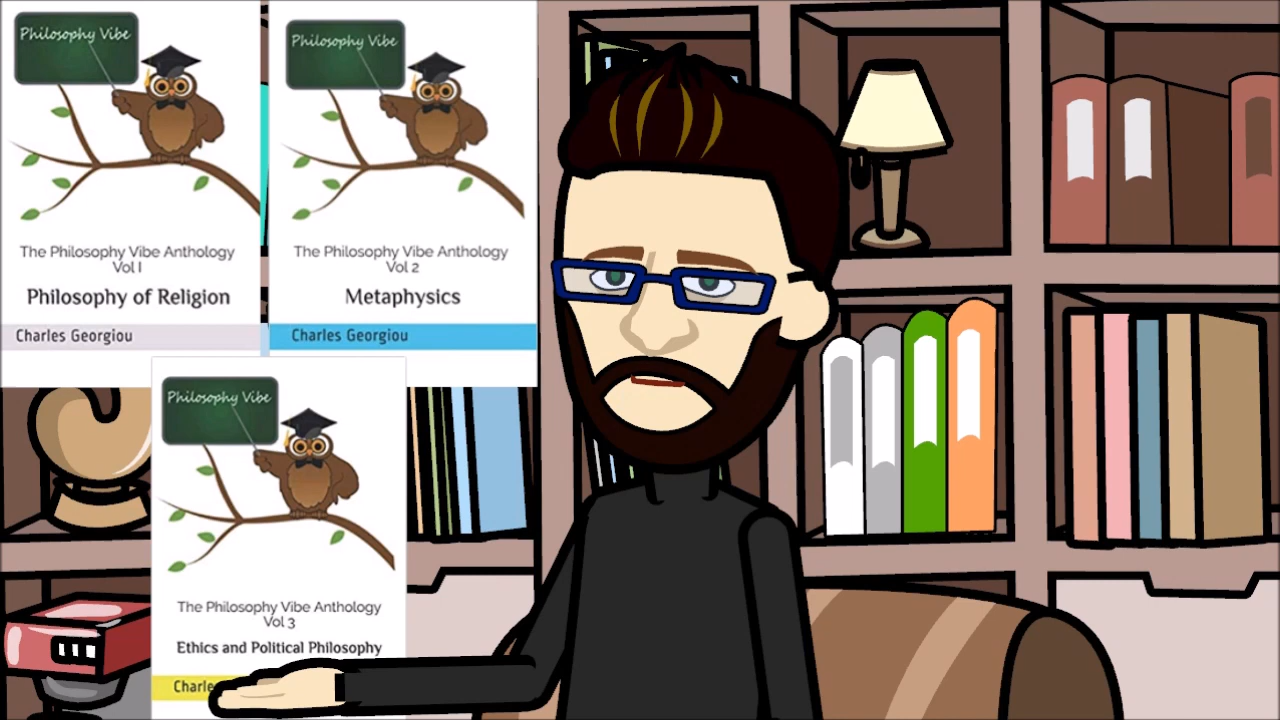 Philosophy Vibe
The Philosophy Vibe Anthology
Vol I
Philosophy of Religion
Charles Georgiou
Philosophy Vibe
The Philosophy Vibe Anthology
Vol 2
Metaphysics
Charles Georgiou
Philosophy Vibe
The Philosophy Vibe Anthology
Vol 3
Ethics and Political Philosophy